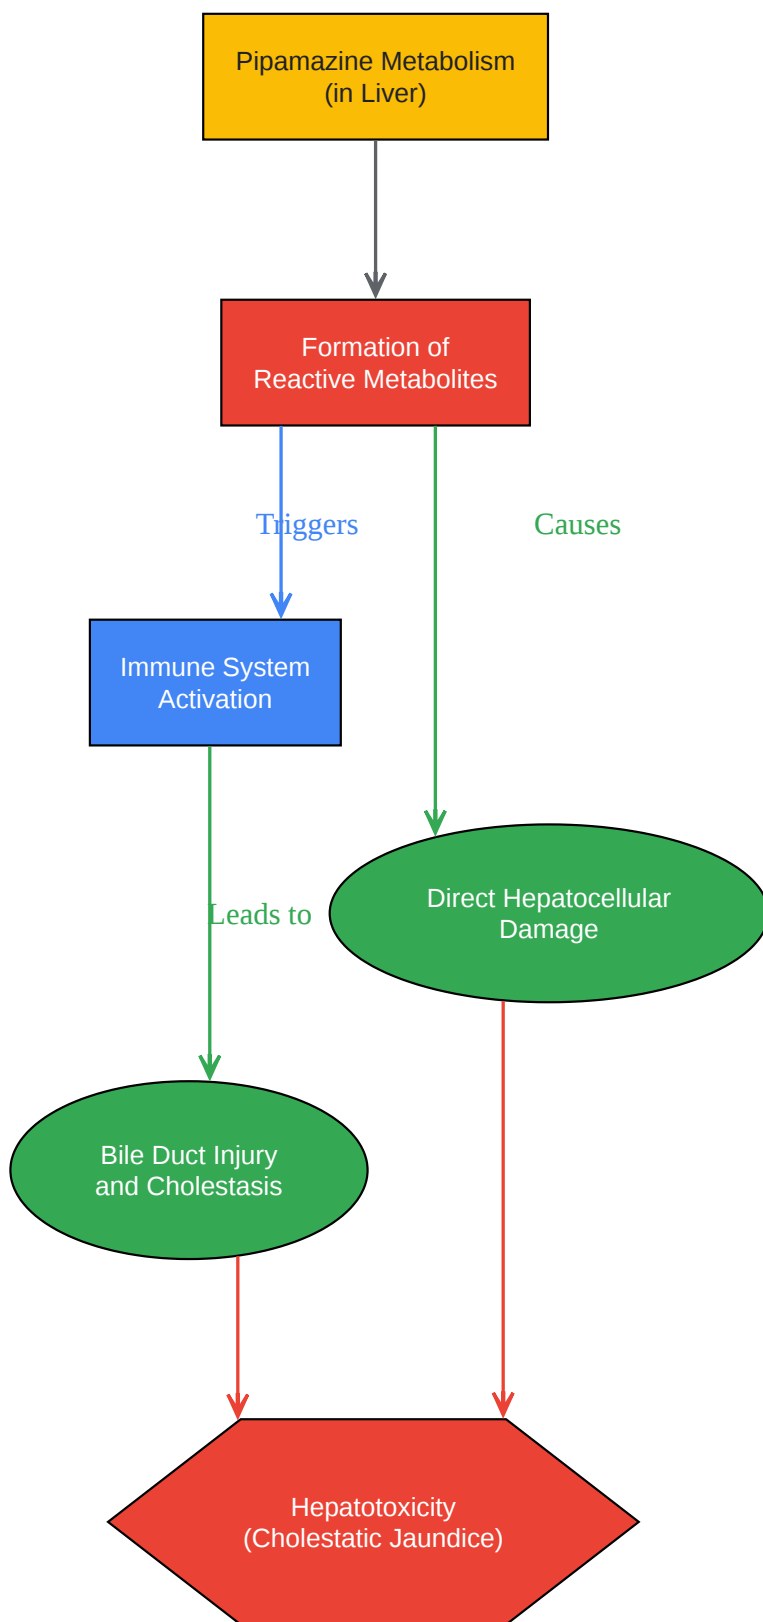 Pipamazine Metabolism
(in Liver)
Formation of
Reactive Metabolites
Triggers
Causes
Immune System
Activation
Direct Hepatocellular
Damage
Leads to
Bile Duct Injury
and Cholestasis
Hepatotoxicity
(Cholestatic Jaundice)